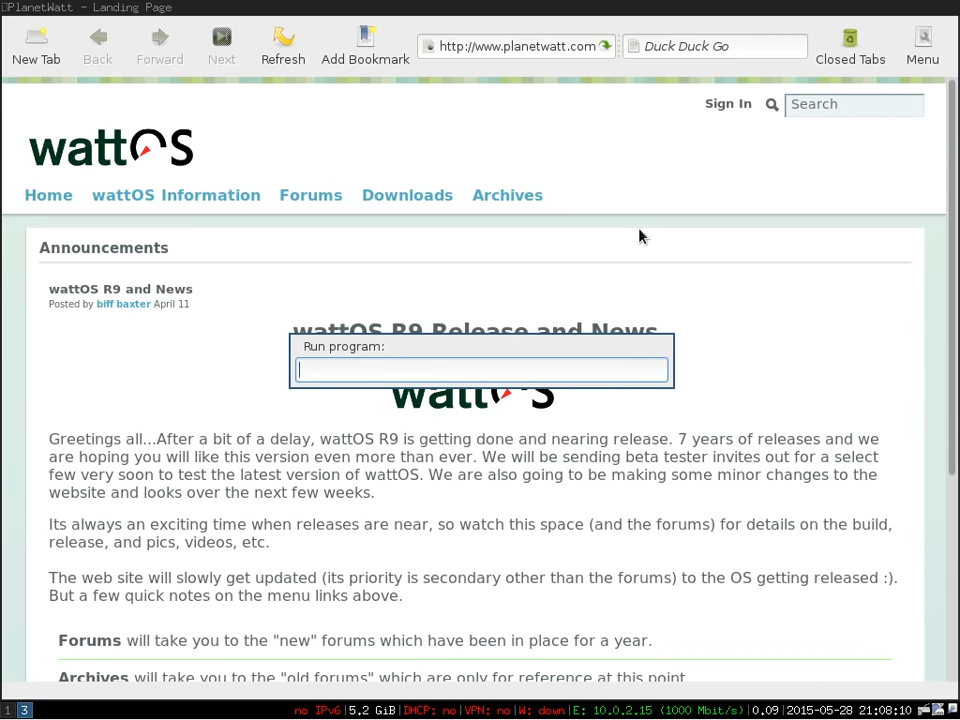 PlanetWatt - Landing Page
New Tab Back Forward Next Refresh Add Bookmark http://www.planetwatt.com Duck Duck Go Closed Tabs Menu
Sign In Search
wattOS
Home wattOS Information Forums Downloads Archives
Announcements
wattOS R9 and News
Posted by biff baxter April 11
wattOS R9 Release and News
Run program:
wattOS
Greetings all...After a bit of a delay, wattOS R9 is getting done and nearing release. 7 years of releases and we
are hoping you will like this version even more than ever. We will be sending beta tester invites out for a select
few very soon to test the latest version of wattOS. We are also going to be making some minor changes to the
website and looks over the next few weeks.
Its always an exciting time when releases are near, so watch this space (and the forums) for details on the build,
release, and pics, videos, etc.
The web site will slowly get updated (its priority is secondary other than the forums) to the OS getting released :).
But a few quick notes on the menu links above.
Forums will take you to the "new" forums which have been in place for a year.
Archives will take you to the "old forums" which are only for reference at this point.
1 3 no IPv6|5.2 GiB|DHCP: no|VPN: no|W: down|E: 10.0.2.15 (1000 Mbit/s)|0.09|2015-05-28 21:08:10